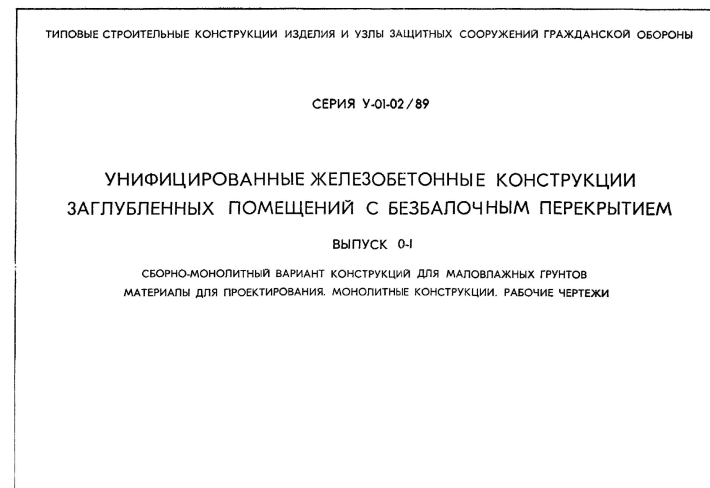 ТИПОВЫЕ СТРОИТЕЛЬНЫЕ КОНСТРУКЦИИ ИЗДЕЛИЯ И УЗЛЫ ЗАЩИТНЫХ СООРУЖЕНИЙ ГРАЖДАНСКОЙ ОБОРОНЫ
СЕРИЯ У-01-02/89
УНИФИЦИРОВАННЫЕ ЖЕЛЕЗОБЕТОННЫЕ КОНСТРУКЦИИ
ЗАГЛУБЛЕННЫХ ПОМЕЩЕНИЙ С БЕЗБАЛОЧНЫМ ПЕРЕКРЫТИЕМ
ВЫПУСК 0-1
СБОРНО-МОНОЛИТНЫЙ ВАРИАНТ КОНСТРУКЦИЙ ДЛЯ МАЛОВЛАЖНЫХ ГРУНТОВ
МАТЕРИАЛЫ ДЛЯ ПРОЕКТИРОВАНИЯ. МОНОЛИТНЫЕ КОНСТРУКЦИИ. РАБОЧИЕ ЧЕРТЕЖИ